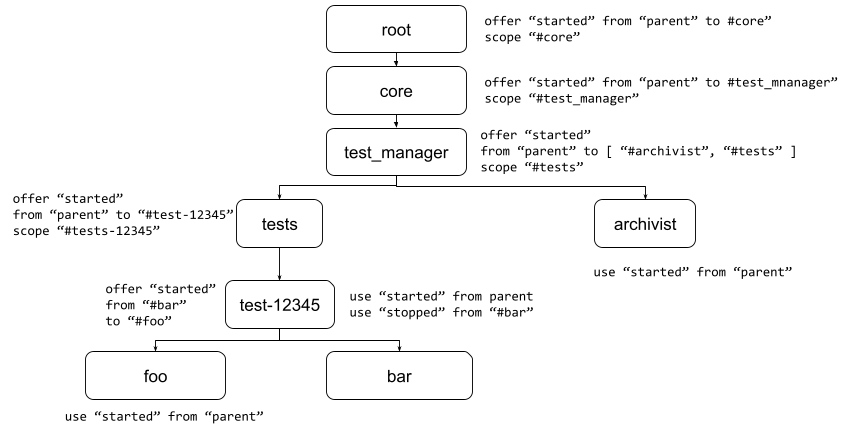 root
offer “started” from “parent” to #core”
scope “#core”
core
offer “started” from “parent” to #test_mnanager”
scope “#test_manager”
test_manager
offer “started”
from “parent” to [ “#archivist”, “#tests” ]
scope “#tests”
offer “started”
from “parent” to “#test-12345”
scope “#tests-12345”
tests
archivist
use “started” from “parent”
offer “started”
from “#bar”
to “#foo”
test-12345
use “started” from parent
use “stopped” from “#bar”
foo
bar
use “started” from “parent”